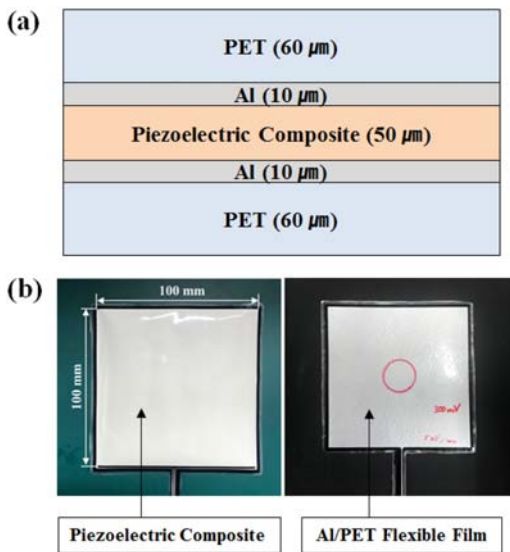 (a)
PET (60 ㎛)
Al (10 ㎛)
Piezoelectric Composite (50 ㎛)
Al (10 ㎛)
PET (60 ㎛)
(b)
100 mm
100 mm
300 mV
Piezoelectric Composite
Al/PET Flexible Film